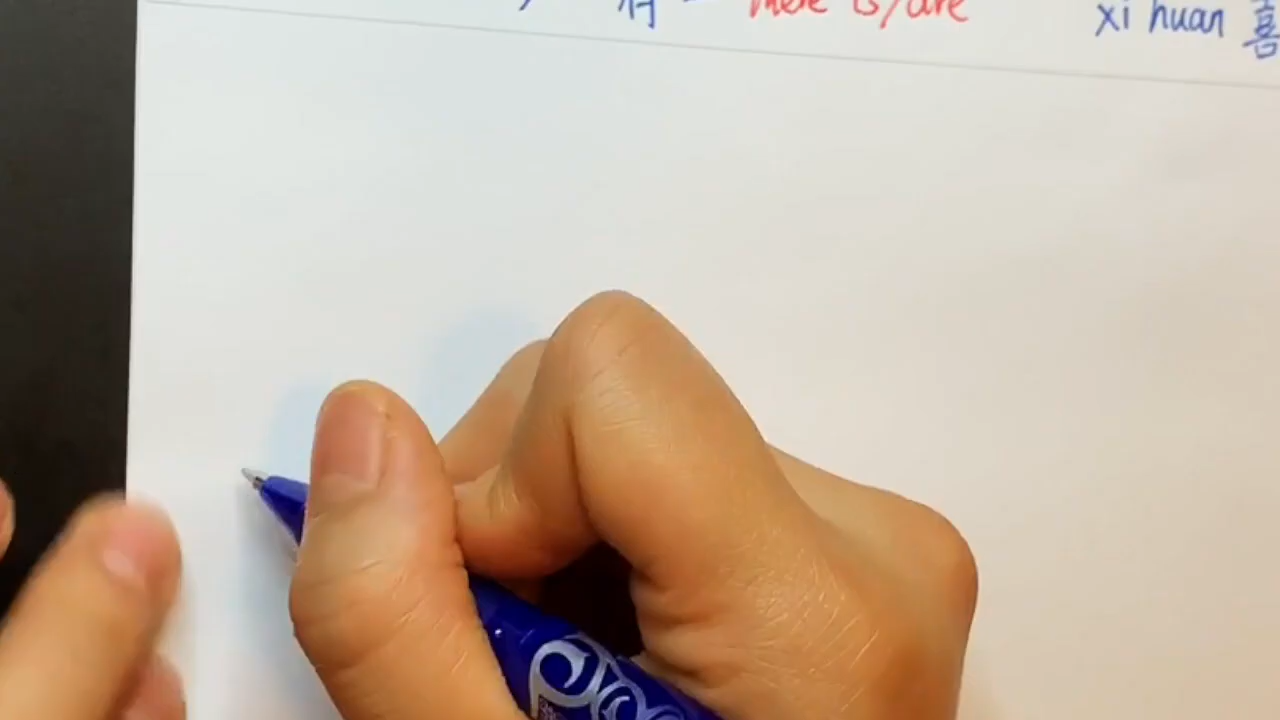 有 = There is/are xi huan 喜